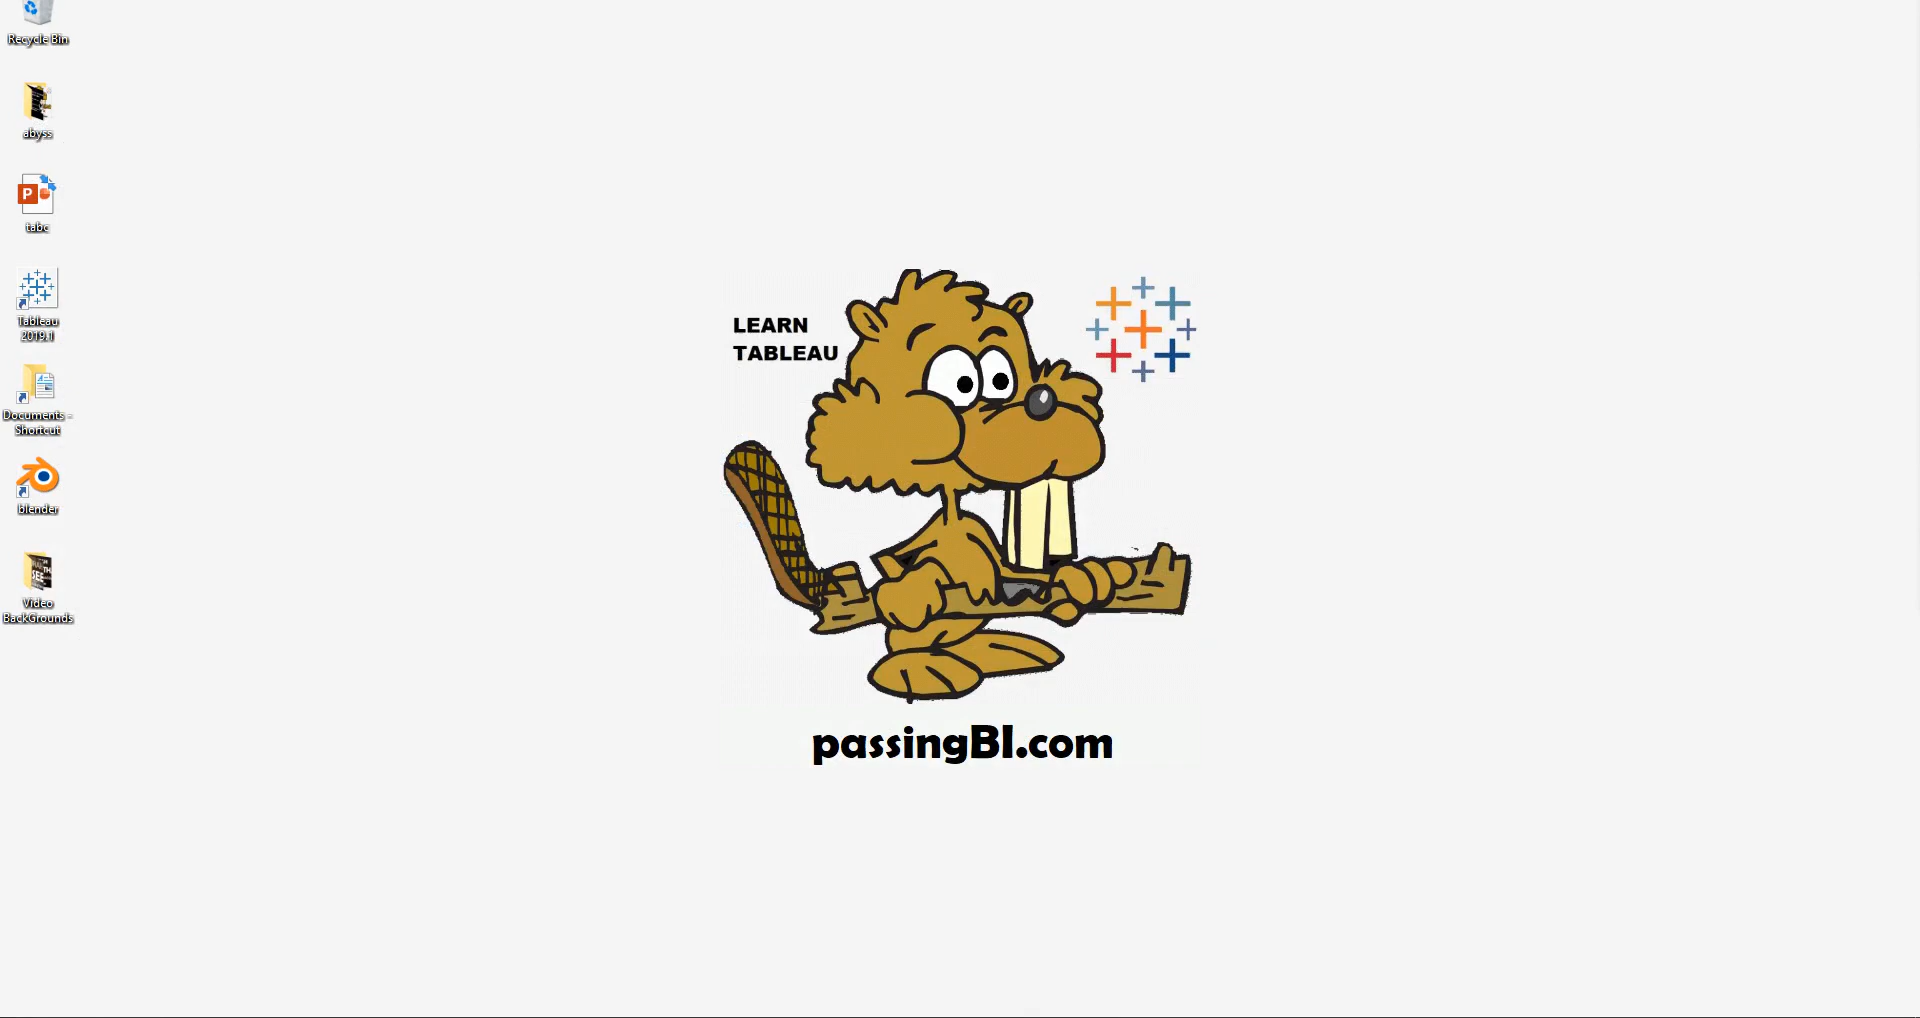 Recycle Bin
abyss
P
tabc
Tableau
2019.1
Documents -
Shortcut
blender
Video
BackGrounds
LEARN
TABLEAU
passingBI.com